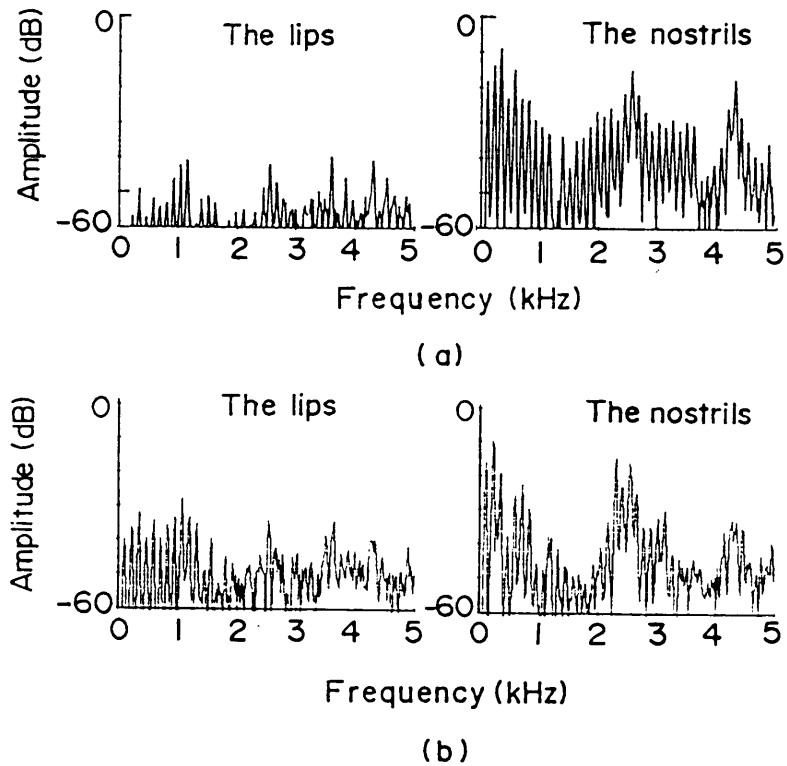 0
The lips
Amplitude (dB)
-60
0 1 2 3 4 5
0
The nostrils
-60
0 1 2 3 4 5
Frequency (kHz)
(a)
0
The lips
Amplitude (dB)
-60
0 1 2 3 4 5
0
The nostrils
-60
0 1 2 3 4 5
Frequency (kHz)
(b)